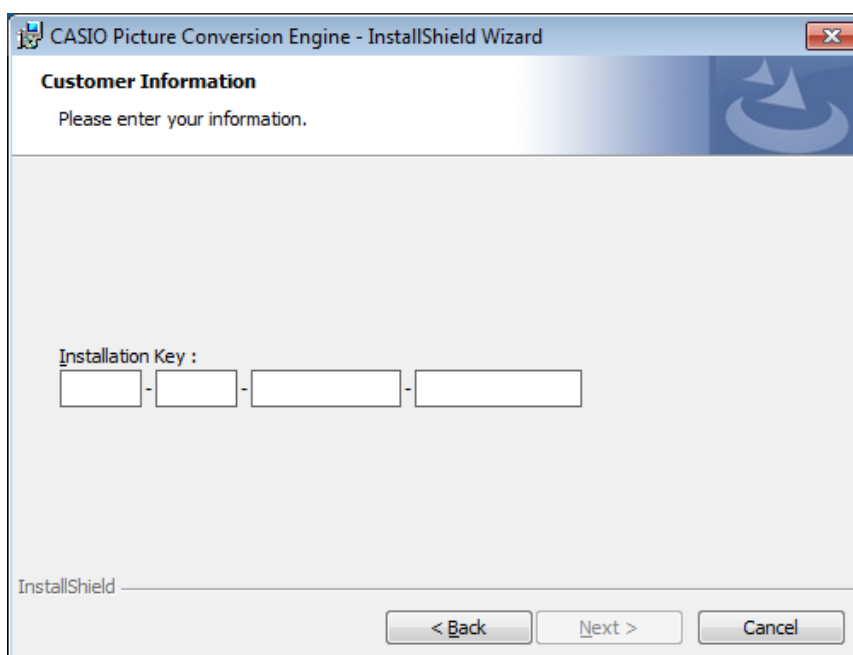 CASIO Picture Conversion Engine - InstallShield Wizard
Customer Information
Please enter your information.
Installation Key :
- - -
InstallShield
< Back Next > Cancel